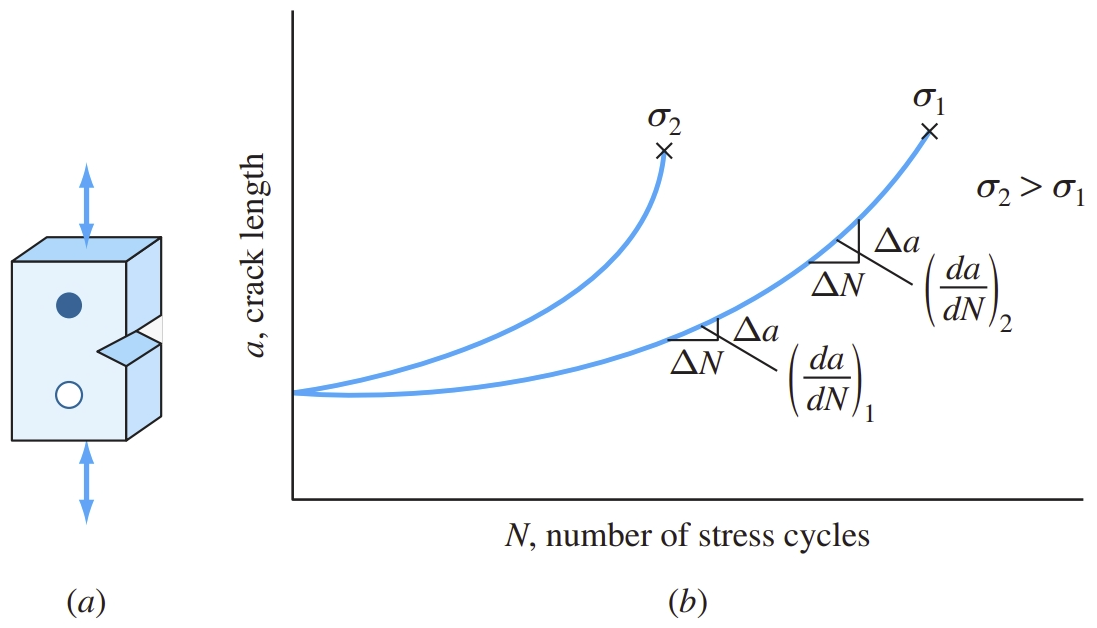 a, crack length
σ₂
σ₁
σ₂ > σ₁
Δa
ΔN
(da/dN)₂
Δa
ΔN
(da/dN)₁
N, number of stress cycles
(a)
(b)